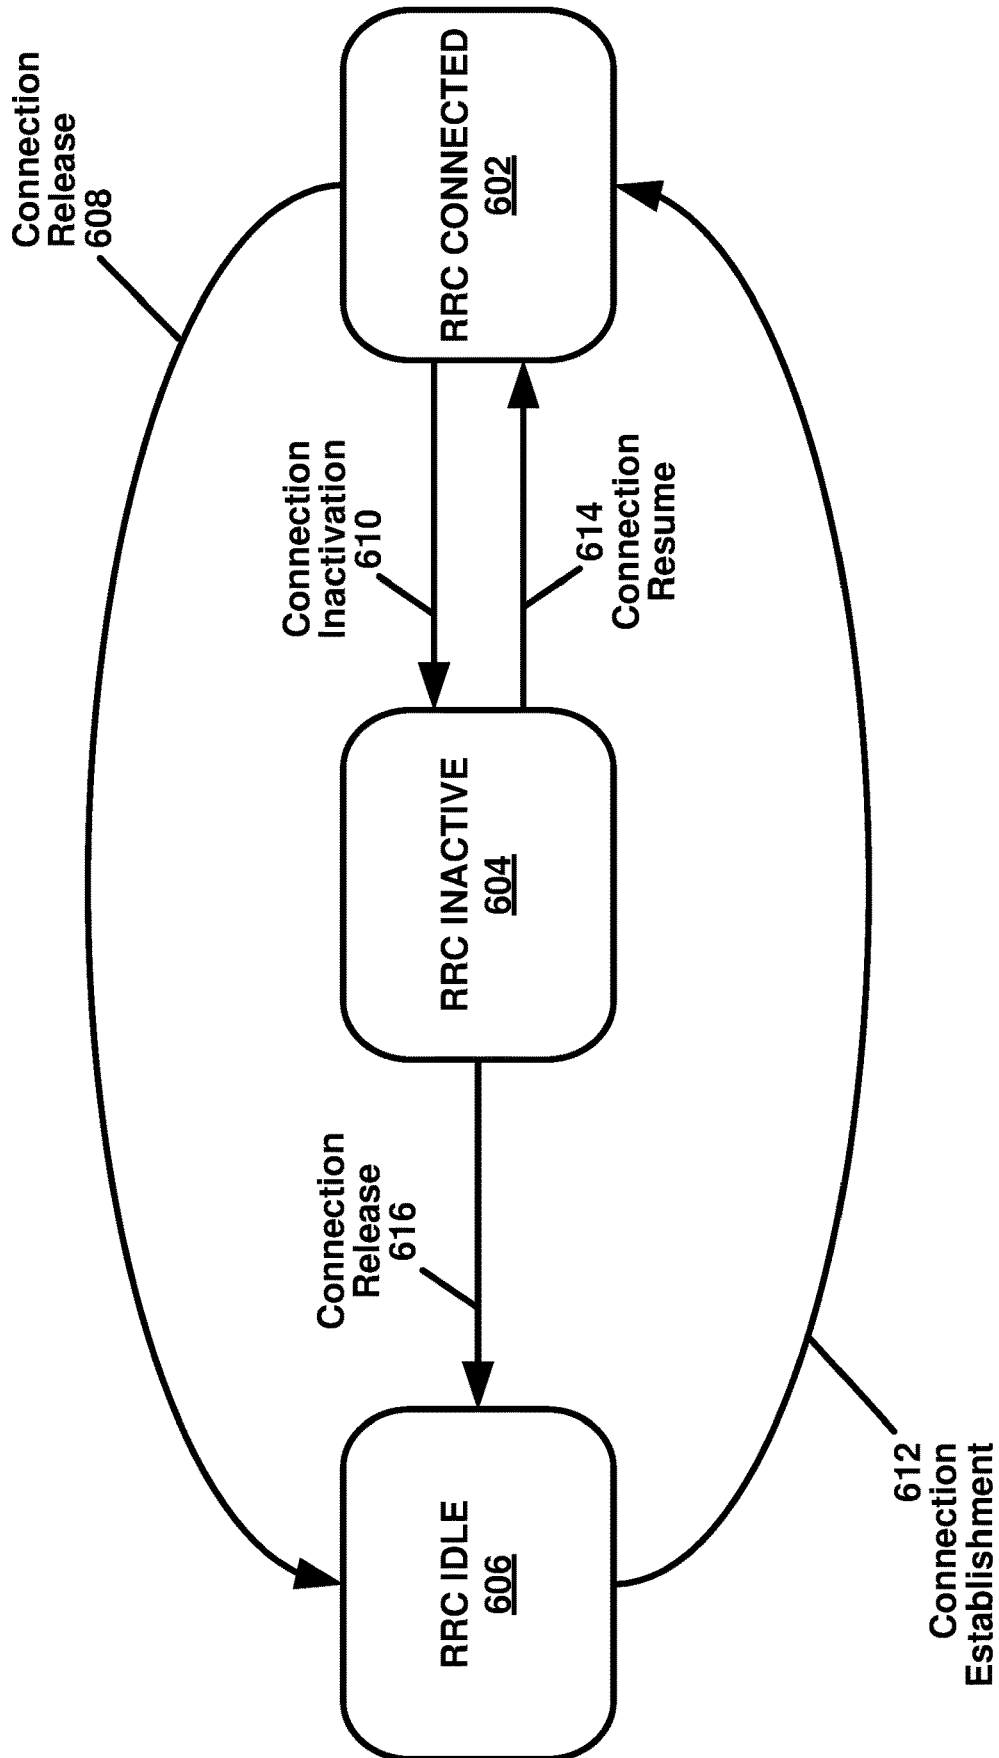 Connection
Release
608
RRC IDLE
606
Connection
Release
616
RRC INACTIVE
604
Connection
Inactivation
610
614
Connection
Resume
RRC CONNECTED
602
612
Connection
Establishment